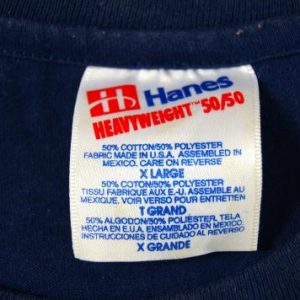 Hanes
HEAVYWEIGHT™ 50/50
50% COTTON/50% POLYESTER
FABRIC MADE IN U.S.A. ASSEMBLED IN
MEXICO. CARE ON REVERSE
X LARGE
50% COTON/50% POLYESTER
TISSU FABRIQUE AUX E.-U. ASSEMBLE AU
MEXIQUE. VOIR VERSO POUR ENTRETIEN
T GRAND
50% ALGODON/50% POLIESTER, TELA
HECHA EN E.U.A, ENSAMBLADO EN MEXICO.
INSTRUCCIONES DE CUIDADO AL REVERSO
X GRANDE